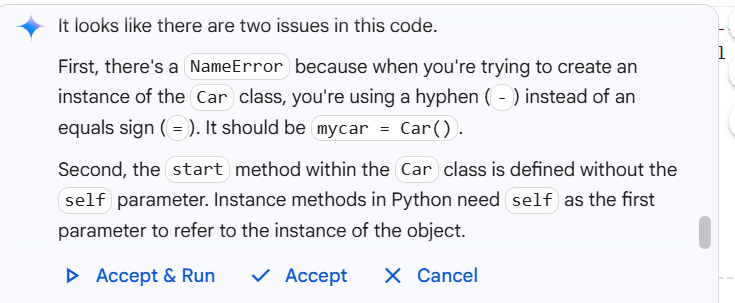 It looks like there are two issues in this code.
First, there's a NameError because when you're trying to create an
instance of the Car class, you're using a hyphen ( - ) instead of an
equals sign ( = ). It should be mycar = Car() .
Second, the start method within the Car class is defined without the
self parameter. Instance methods in Python need self as the first
parameter to refer to the instance of the object.
Accept & Run Accept Cancel